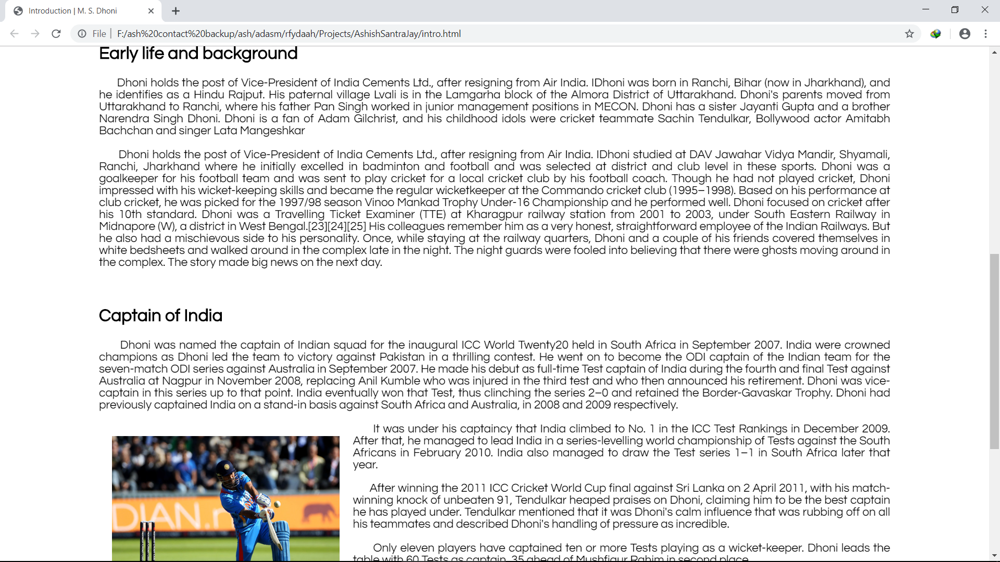 Introduction | M. S. Dhoni
File | F:/ash%20contact%20backup/ash/adasm/rfydaah/Projects/AshishSantraJay/intro.html
Early life and background
Dhoni holds the post of Vice-President of India Cements Ltd., after resigning from Air India. IDhoni was born in Ranchi, Bihar (now in Jharkhand), and
he identifies as a Hindu Rajput. His paternal village Lvali is in the Lamgarha block of the Almora District of Uttarakhand. Dhoni's parents moved from
Uttarakhand to Ranchi, where his father Pan Singh worked in junior management positions in MECON. Dhoni has a sister Jayanti Gupta and a brother
Narendra Singh Dhoni. Dhoni is a fan of Adam Gilchrist, and his childhood idols were cricket teammate Sachin Tendulkar, Bollywood actor Amitabh
Bachchan and singer Lata Mangeshkar
Dhoni holds the post of Vice-President of India Cements Ltd., after resigning from Air India. IDhoni studied at DAV Jawahar Vidya Mandir, Shyamali,
Ranchi, Jharkhand where he initially excelled in badminton and football and was selected at district and club level in these sports. Dhoni was a
goalkeeper for his football team and was sent to play cricket for a local cricket club by his football coach. Though he had not played cricket, Dhoni
impressed with his wicket-keeping skills and became the regular wicketkeeper at the Commando cricket club (1995–1998). Based on his performance at
club cricket, he was picked for the 1997/98 season Vinoo Mankad Trophy Under-16 Championship and he performed well. Dhoni focused on cricket after
his 10th standard. Dhoni was a Travelling Ticket Examiner (TTE) at Kharagpur railway station from 2001 to 2003, under South Eastern Railway in
Midnapore (W), a district in West Bengal.[23][24][25] His colleagues remember him as a very honest, straightforward employee of the Indian Railways. But
he also had a mischievous side to his personality. Once, while staying at the railway quarters, Dhoni and a couple of his friends covered themselves in
white bedsheets and walked around in the complex late in the night. The night guards were fooled into believing that there were ghosts moving around in
the complex. The story made big news on the next day.
Captain of India
Dhoni was named the captain of Indian squad for the inaugural ICC World Twenty20 held in South Africa in September 2007. India were crowned
champions as Dhoni led the team to victory against Pakistan in a thrilling contest. He went on to become the ODI captain of the Indian team for the
seven-match ODI series against Australia in September 2007. He made his debut as full-time Test captain of India during the fourth and final Test against
Australia at Nagpur in November 2008, replacing Anil Kumble who was injured in the third test and who then announced his retirement. Dhoni was vice-
captain in this series up to that point. India eventually won that Test, thus clinching the series 2–0 and retained the Border-Gavaskar Trophy. Dhoni had
previously captained India on a stand-in basis against South Africa and Australia, in 2008 and 2009 respectively.
It was under his captaincy that India climbed to No. 1 in the ICC Test Rankings in December 2009.
After that, he managed to lead India in a series-levelling world championship of Tests against the South
Africans in February 2010. India also managed to draw the Test series 1–1 in South Africa later that
year.
After winning the 2011 ICC Cricket World Cup final against Sri Lanka on 2 April 2011, with his match-
winning knock of unbeaten 91, Tendulkar heaped praises on Dhoni, claiming him to be the best captain
he has played under. Tendulkar mentioned that it was Dhoni's calm influence that was rubbing off on all
his teammates and described Dhoni's handling of pressure as incredible.
Only eleven players have captained ten or more Tests playing as a wicket-keeper. Dhoni leads the
table with 60 Tests as captain, 35 ahead of Mushfiqur Rahim in second place.
DIAN.